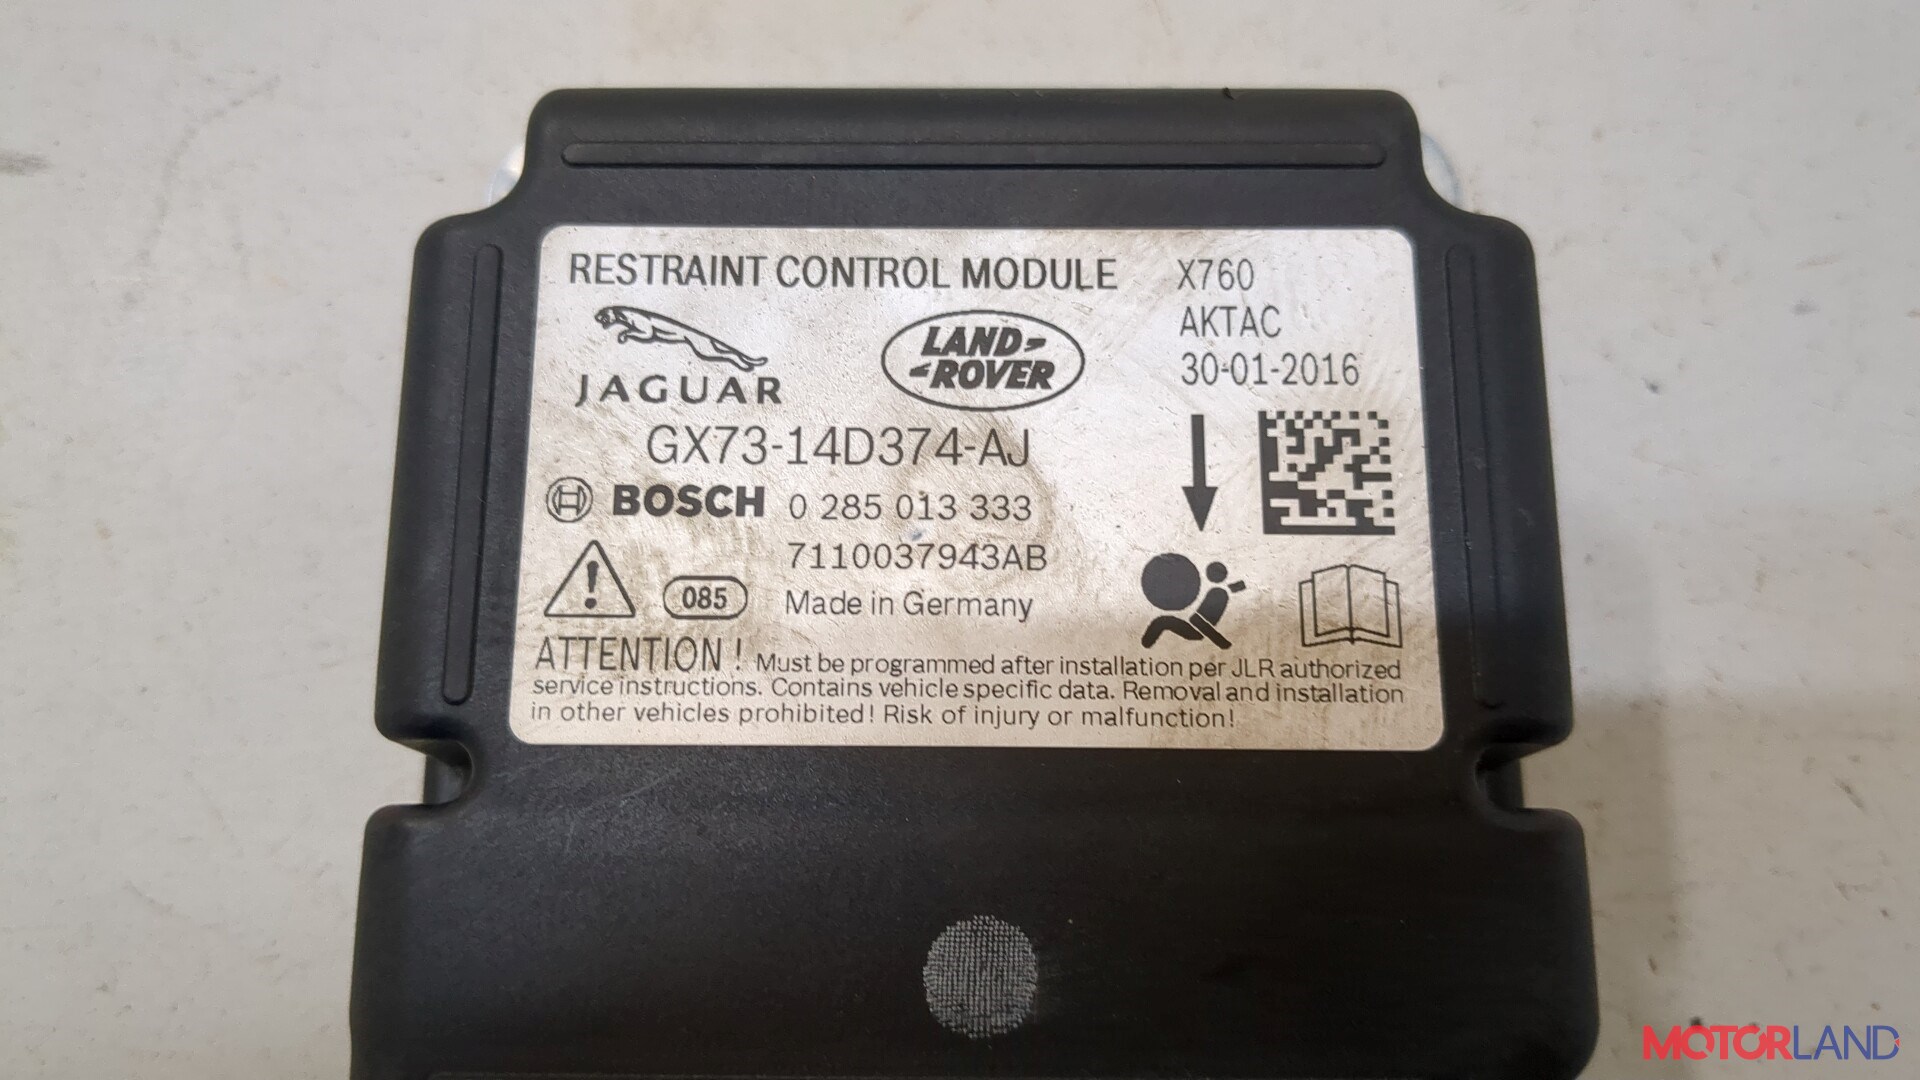 RESTRAINT CONTROL MODULE X760
AKTAC
30-01-2016
JAGUAR
LAND-
-ROVER
GX73-14D374-AJ
BOSCH 0 285 013 333
7110037943AB
085 Made in Germany
ATTENTION ! Must be programmed after installation per JLR authorized
service instructions. Contains vehicle specific data. Removal and installation
in other vehicles prohibited! Risk of injury or malfunction!
MOTORLAND